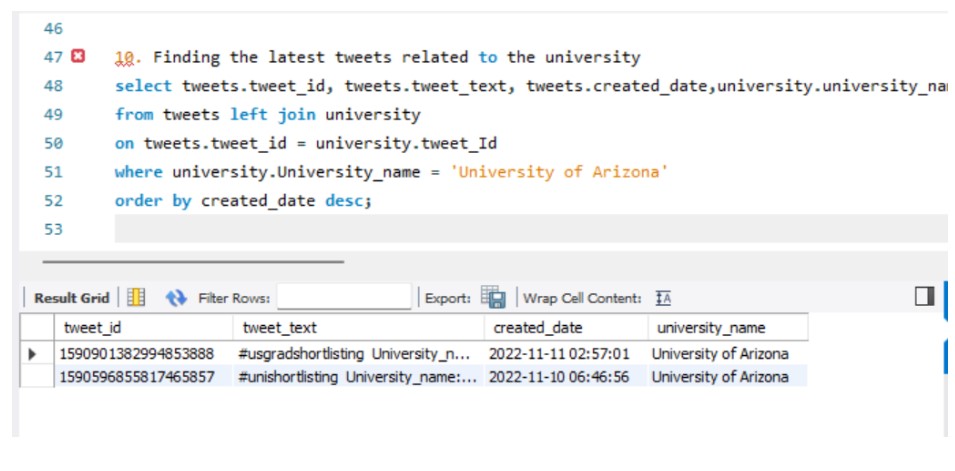 46
47 10. Finding the latest tweets related to the university
48 select tweets.tweet_id, tweets.tweet_text, tweets.created_date,university.university_na
49 from tweets left join university
50 on tweets.tweet_id = university.tweet_Id
51 where university.University_name = 'University of Arizona'
52 order by created_date desc;
53
Result Grid Filter Rows: Export: Wrap Cell Content: IA
tweet_id tweet_text created_date university_name
1590901382994853888 #usgradshortlisting University_n... 2022-11-11 02:57:01 University of Arizona
1590596855817465857 #unishortlisting University_name:... 2022-11-10 06:46:56 University of Arizona